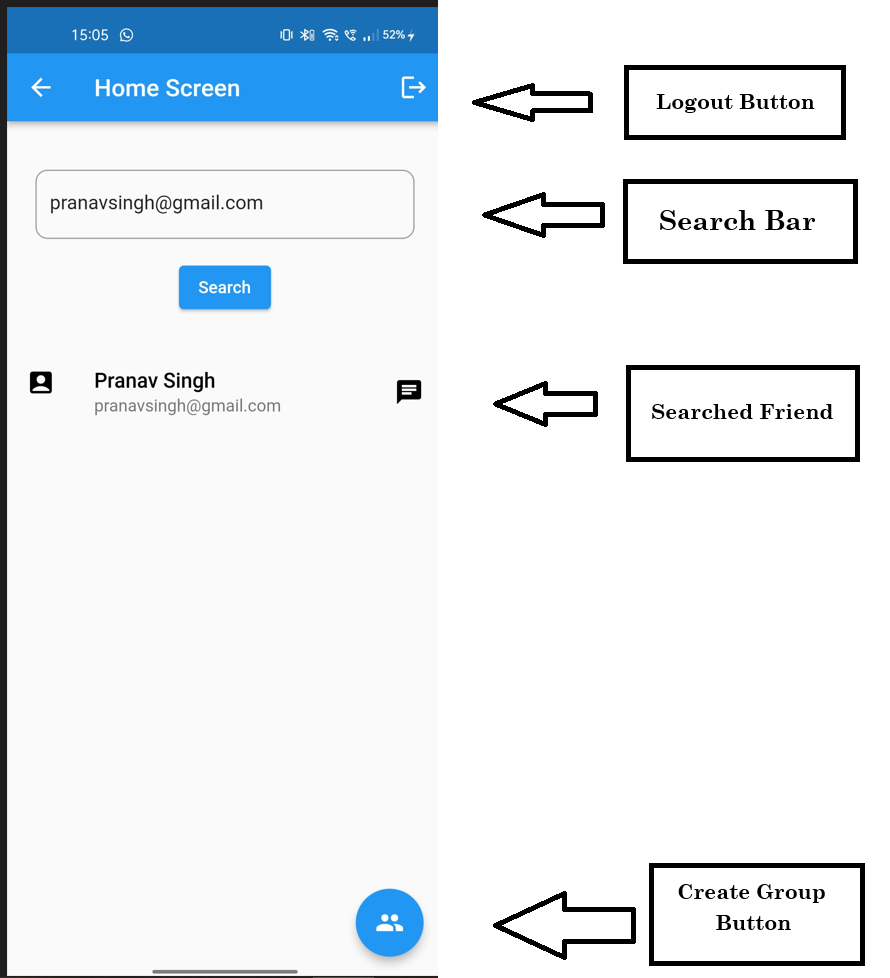 15:05
52%
Home Screen
Logout Button
pranavsingh@gmail.com
Search Bar
Search
Pranav Singh
pranavsingh@gmail.com
Searched Friend
Create Group
Button